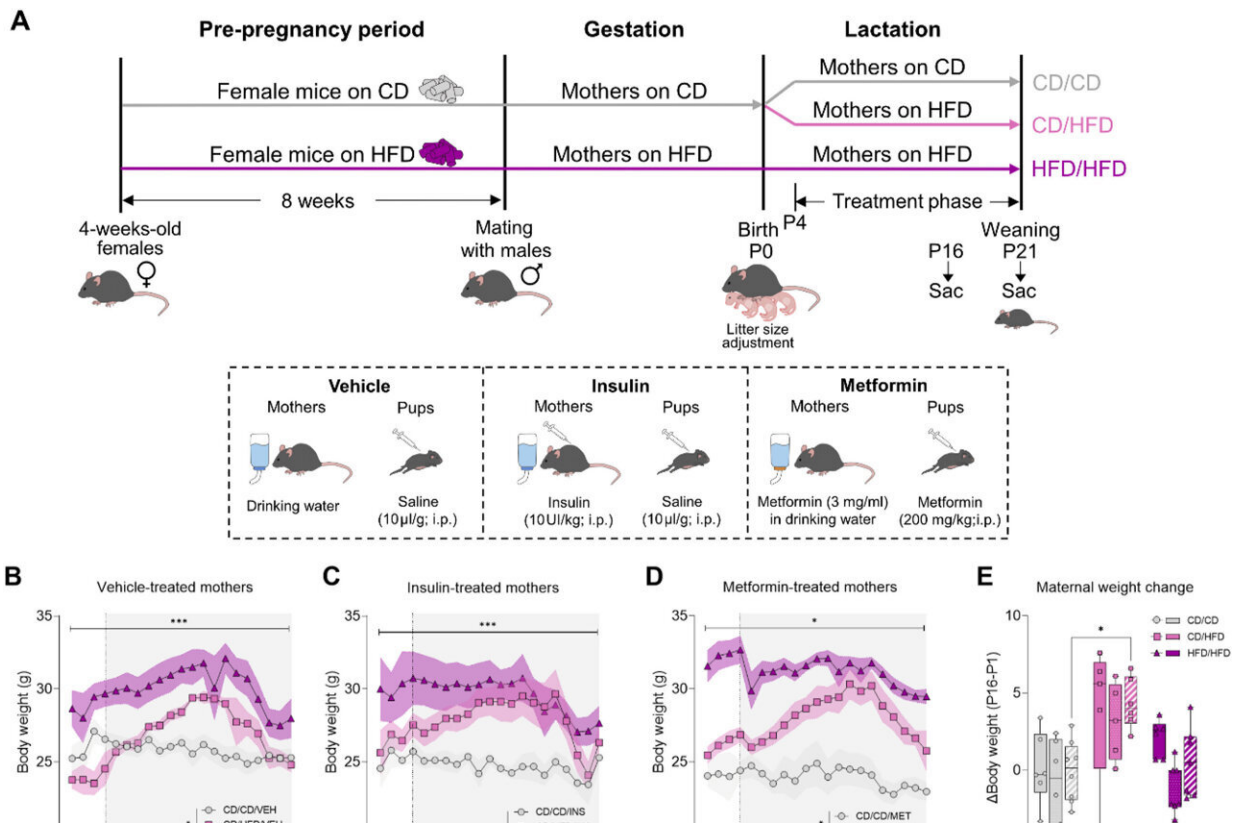 A
Pre-pregnancy period
Gestation
Lactation
Female mice on CD
Mothers on CD
Mothers on CD
CD/CD
Mothers on HFD
CD/HFD
Female mice on HFD
Mothers on HFD
Mothers on HFD
HFD/HFD
8 weeks
P4
Treatment phase
4-weeks-old
females
♀
Mating
with males
♂
Birth
P0
Litter size
adjustment
P16
Sac
Weaning
P21
Sac
Vehicle
Mothers
Pups
Drinking water
Saline
(10µl/g; i.p.)
Insulin
Mothers
Pups
Insulin
(10UI/kg; i.p.)
Saline
(10µl/g; i.p.)
Metformin
Mothers
Pups
Metformin (3 mg/ml)
in drinking water
Metformin
(200 mg/kg;i.p.)
B
Vehicle-treated mothers
Body weight (g)
35
30
25
***
CD/CD/VEH
C
Insulin-treated mothers
Body weight (g)
35
30
25
***
CD/CD/INS
D
Metformin-treated mothers
Body weight (g)
35
30
25
*
CD/CD/MET
E
Maternal weight change
ΔBody weight (P16-P1)
10
5
0
*
CD/CD
CD/HFD
HFD/HFD